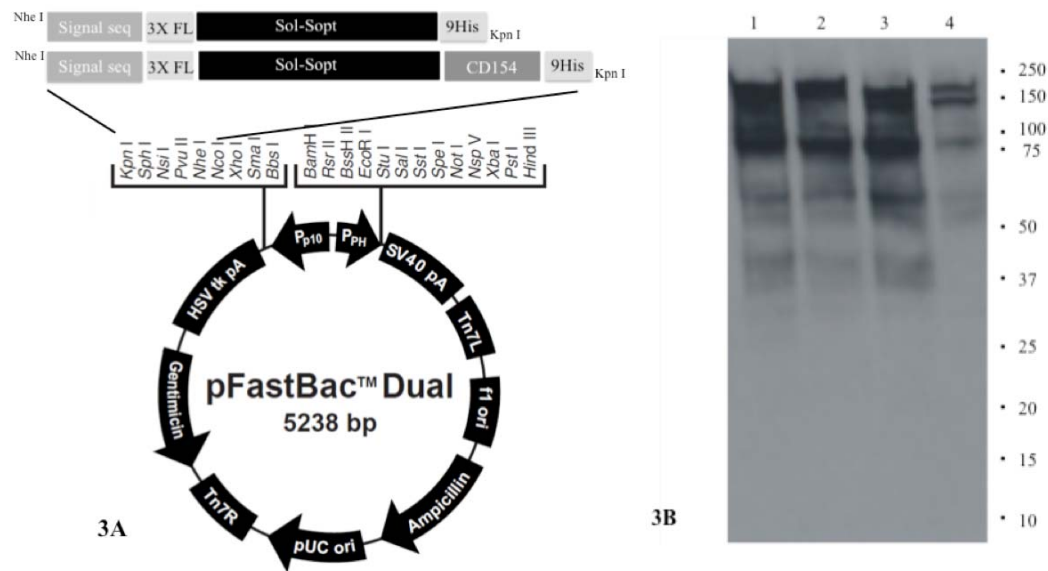 Nhe I Signal seq 3X FL Sol-Sopt 9His Kpn I
Nhe I Signal seq 3X FL Sol-Sopt CD154 9His Kpn I
Kpn I
Sph I
Nsi I
Pvu II
Nhe I
Nco I
Xho I
Sma I
Bbs I
BamH I
Rsr II
BssH II
EcoR I
Stu I
Sal I
Sst I
Spe I
Not I
Nsp V
Xba I
Pst I
Hind III
Pp10
PPH
SV40 pA
Tn7L
f1 ori
Ampicillin
pUC ori
Tn7R
Gentimicin
HSV tk pA
pFastBac™ Dual
5238 bp
3A
1 2 3 4
250
150
100
75
50
37
25
20
15
10
3B